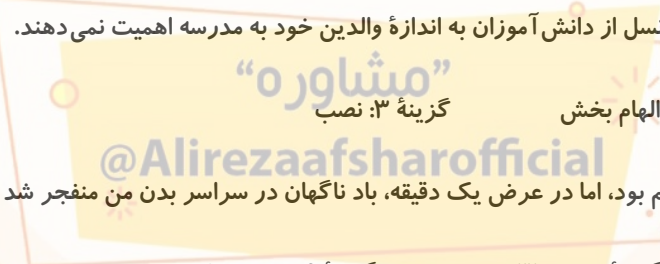 نسل از دانش‌آموزان به اندازهٔ والدین خود به مدرسه اهمیت نمی‌دهند.
“مشاوره”
الهام بخش گزینهٔ ۳: نصب
@Alirezaafsharofficial
بود، اما در عرض یک دقیقه، باد ناگهان در سراسر بدن من منفجر شد